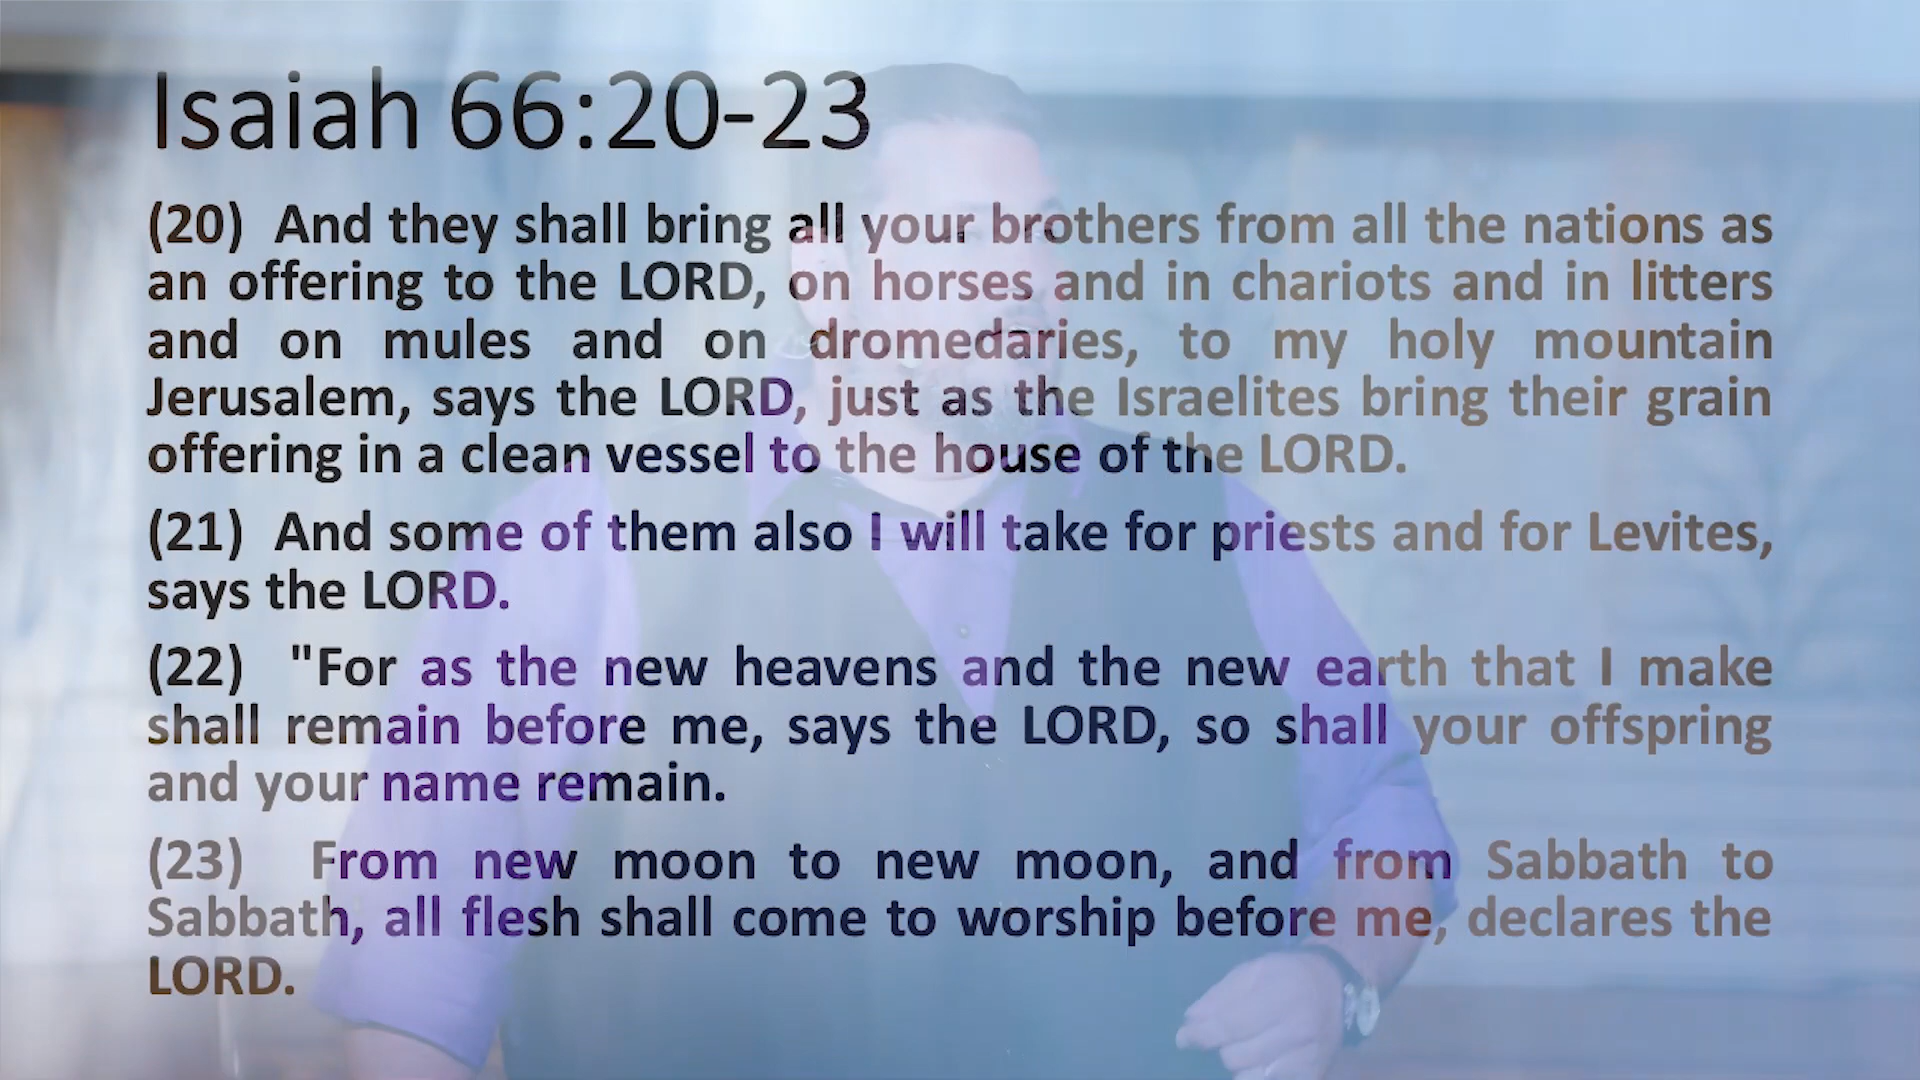 Isaiah 66:20-23
(20) And they shall bring all your brothers from all the nations as
an offering to the LORD, on horses and in chariots and in litters
and on mules and on dromedaries, to my holy mountain
Jerusalem, says the LORD, just as the Israelites bring their grain
offering in a clean vessel to the house of the LORD.
(21) And some of them also I will take for priests and for Levites,
says the LORD.
(22) "For as the new heavens and the new earth that I make
shall remain before me, says the LORD, so shall your offspring
and your name remain.
(23) From new moon to new moon, and from Sabbath to
Sabbath, all flesh shall come to worship before me, declares the
LORD.